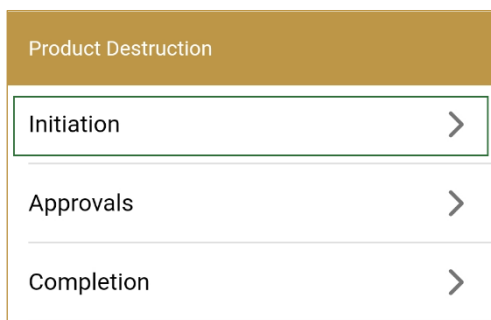 Product Destruction
Initiation
Approvals
Completion